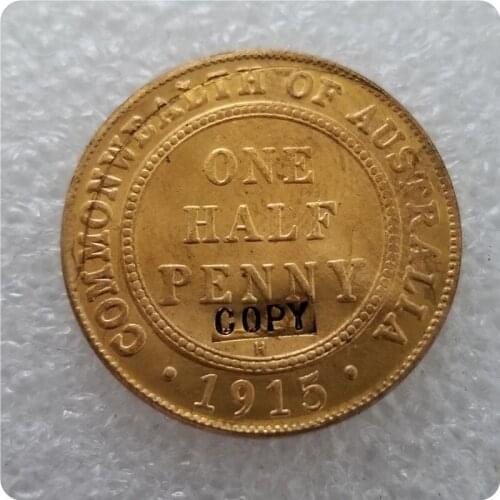 COMMONWEALTH OF AUSTRALIA
ONE
HALF
PENNY
COPY
H
· 1915 ·